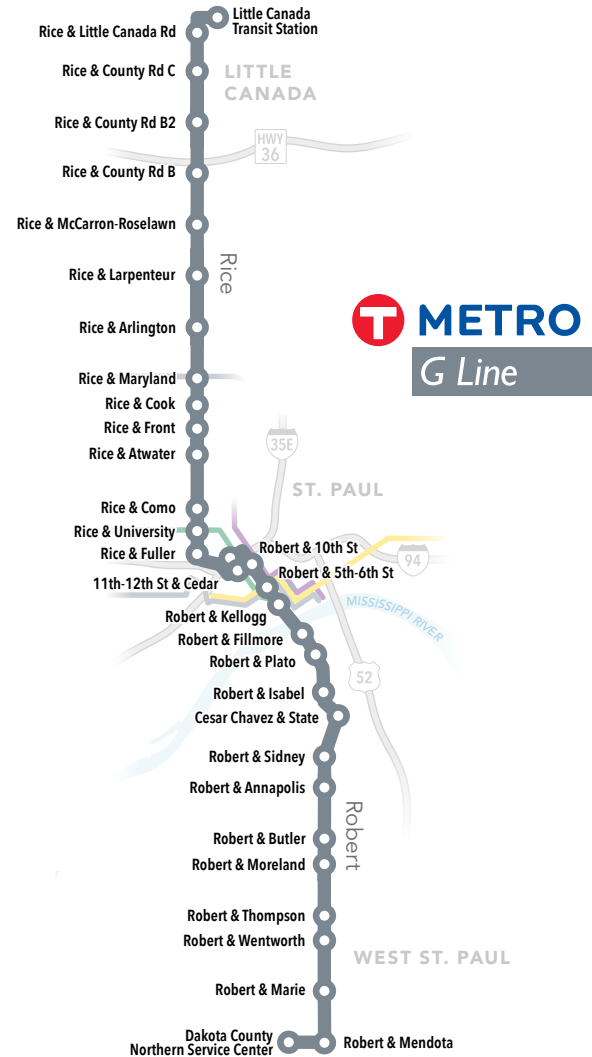 Little Canada
Transit Station
Rice & Little Canada Rd
Rice & County Rd C
LITTLE
CANADA
Rice & County Rd B2
HWY
36
Rice & County Rd B
Rice & McCarron-Roselawn
Rice
Rice & Larpenteur
T METRO
G Line
Rice & Arlington
Rice & Maryland
Rice & Cook
Rice & Front
35E
Rice & Atwater
ST. PAUL
Rice & Como
Rice & University
Rice & Fuller
Robert & 10th St
94
Robert & 5th-6th St
11th-12th St & Cedar
MISSISSIPPI RIVER
Robert & Kellogg
Robert & Fillmore
Robert & Plato
52
Robert & Isabel
Cesar Chavez & State
Robert & Sidney
Robert & Annapolis
Robert
Robert & Butler
Robert & Moreland
Robert & Thompson
Robert & Wentworth
WEST ST. PAUL
Robert & Marie
Dakota County
Northern Service Center
Robert & Mendota